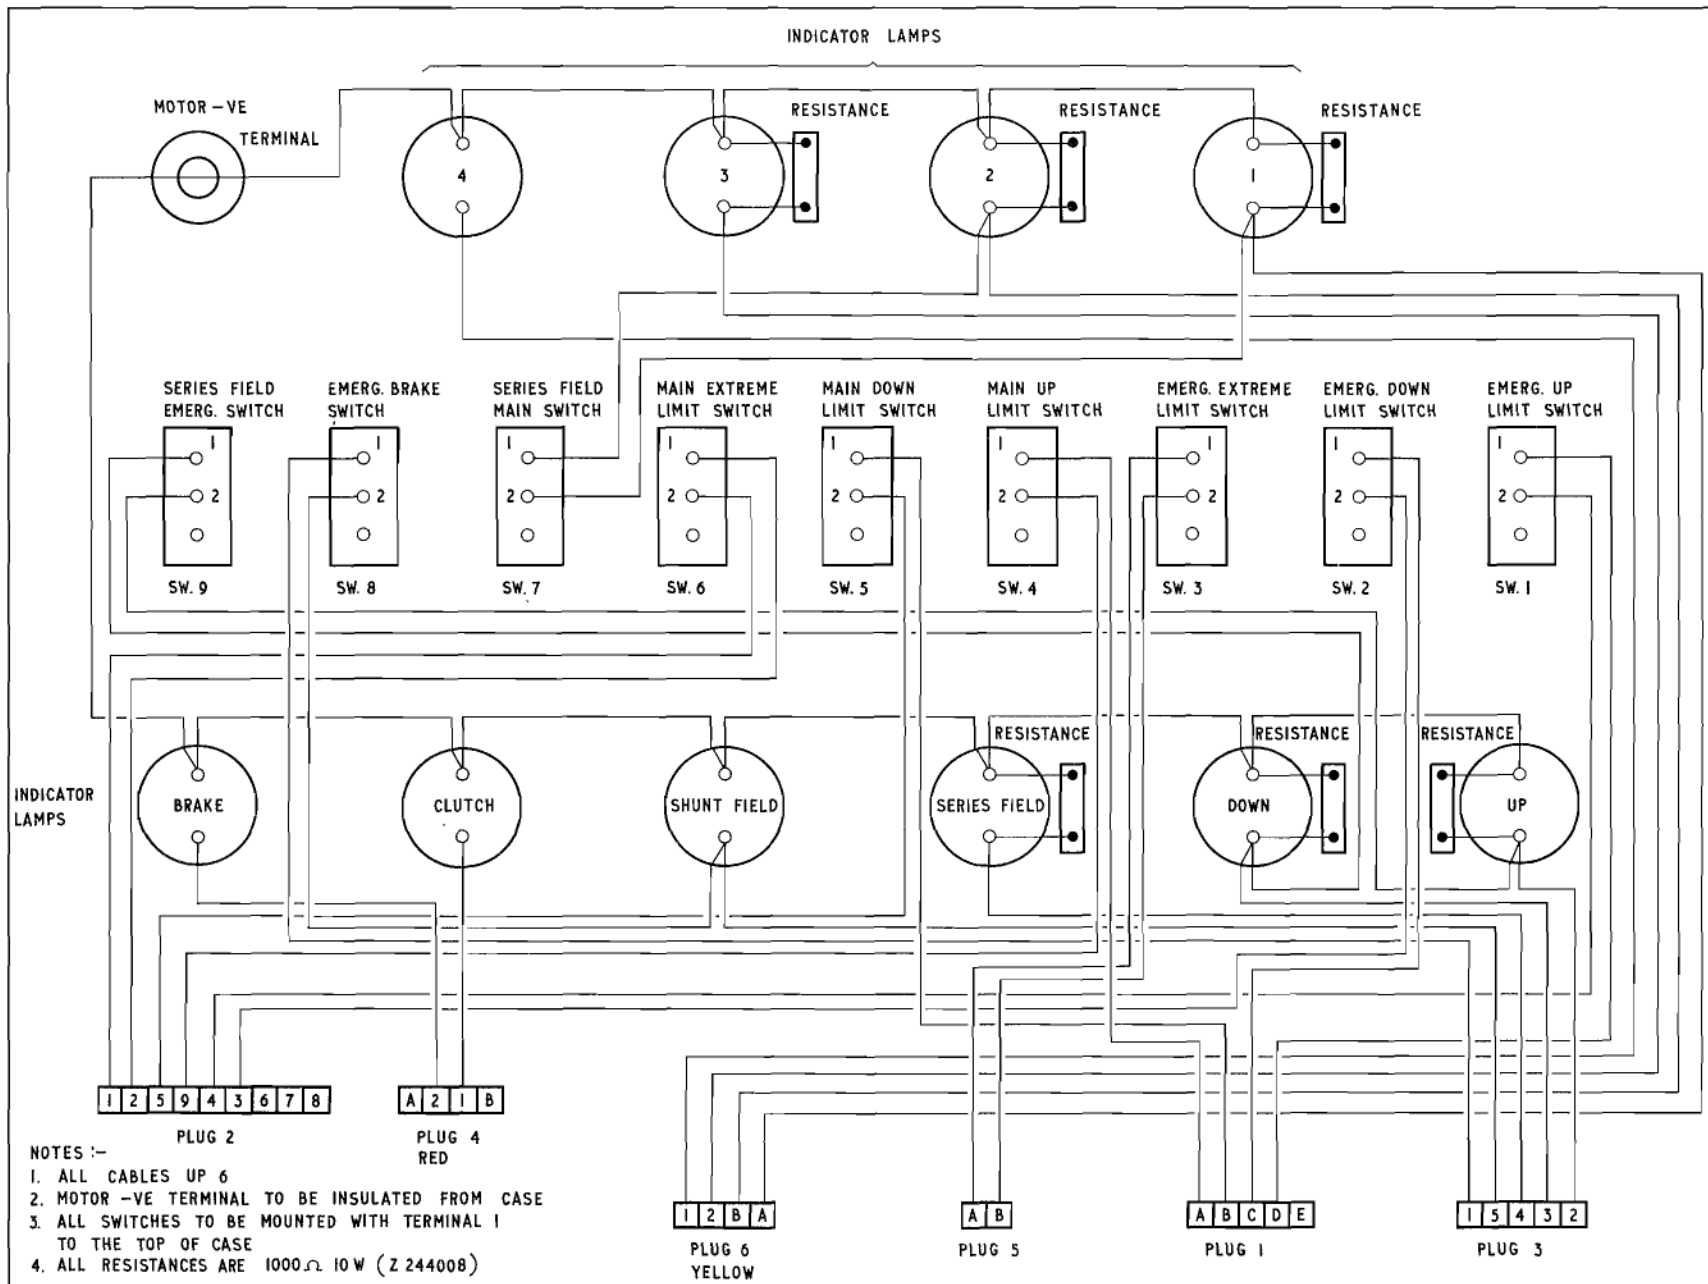 INDICATOR LAMPS
MOTOR -VE
TERMINAL
RESISTANCE
RESISTANCE
RESISTANCE
4
3
2
1
SERIES FIELD
EMERG. SWITCH
EMERG. BRAKE
SWITCH
SERIES FIELD
MAIN SWITCH
MAIN EXTREME
LIMIT SWITCH
MAIN DOWN
LIMIT SWITCH
MAIN UP
LIMIT SWITCH
EMERG. EXTREME
LIMIT SWITCH
EMERG. DOWN
LIMIT SWITCH
EMERG. UP
LIMIT SWITCH
1 1 1 1 1 1 1 1 1
2 2 2 2 2 2 2 2 2
SW. 9
SW. 8
SW. 7
SW. 6
SW. 5
SW. 4
SW. 3
SW. 2
SW. 1
RESISTANCE
RESISTANCE
RESISTANCE
INDICATOR
LAMPS
BRAKE
CLUTCH
SHUNT FIELD
SERIES FIELD
DOWN
UP
1 2 5 9 4 3 6 7 8
PLUG 2
A 2 1 B
PLUG 4
RED
1 2 B A
PLUG 6
YELLOW
A B
PLUG 5
A B C D E
PLUG 1
1 5 4 3 2
PLUG 3
NOTES :-
1. ALL CABLES UP 6
2. MOTOR -VE TERMINAL TO BE INSULATED FROM CASE
3. ALL SWITCHES TO BE MOUNTED WITH TERMINAL 1
TO THE TOP OF CASE
4. ALL RESISTANCES ARE 1000Ω 10 W (Z 244008)